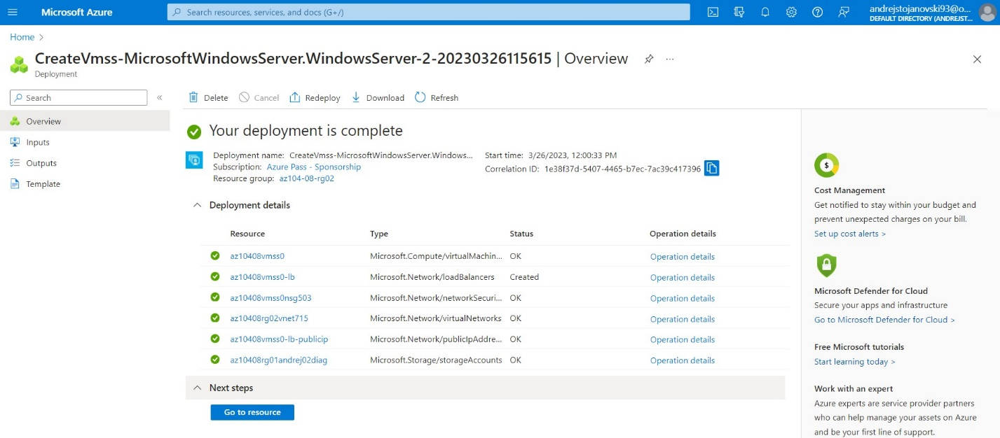 Microsoft Azure
Search resources, services, and docs (G+/)
andrejstojanovski93@o...
DEFAULT DIRECTORY (ANDREJST...
Home >
CreateVmss-MicrosoftWindowsServer.WindowsServer-2-20230326115615 | Overview ...
Deployment
Search «
Delete Cancel Redeploy Download Refresh
Overview
Inputs
Outputs
Template
Your deployment is complete
Deployment name: CreateVmss-MicrosoftWindowsServer.Windows...
Subscription: Azure Pass - Sponsorship
Resource group: az104-08-rg02
Start time: 3/26/2023, 12:00:33 PM
Correlation ID: 1e38f37d-5407-4465-b7ec-7ac39c417396
Deployment details
Resource Type Status Operation details
az10408vmss0 Microsoft.Compute/virtualMachin... OK Operation details
az10408vmss0-lb Microsoft.Network/loadBalancers Created Operation details
az10408vmss0nsg503 Microsoft.Network/networkSecuri... OK Operation details
az10408rg02vnet715 Microsoft.Network/virtualNetworks OK Operation details
az10408vmss0-lb-publicip Microsoft.Network/publicIpAddre... OK Operation details
az10408rg01andrej02diag Microsoft.Storage/storageAccounts OK Operation details
Next steps
Go to resource
$
Cost Management
Get notified to stay within your budget and
prevent unexpected charges on your bill.
Set up cost alerts >
Microsoft Defender for Cloud
Secure your apps and infrastructure
Go to Microsoft Defender for Cloud >
Free Microsoft tutorials
Start learning today >
Work with an expert
Azure experts are service provider partners
who can help manage your assets on Azure
and be your first line of support.